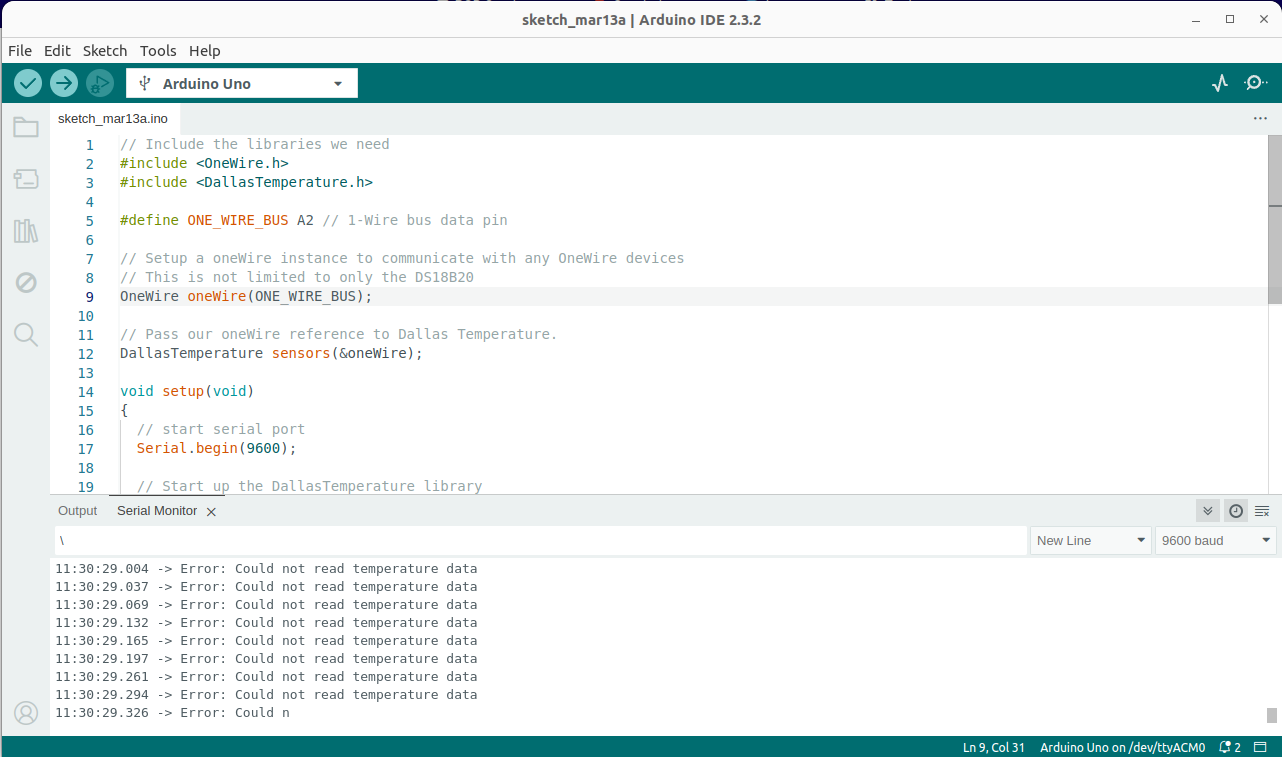 sketch_mar13a | Arduino IDE 2.3.2
File Edit Sketch Tools Help
Arduino Uno
sketch_mar13a.ino
1 // Include the libraries we need
2 #include <OneWire.h>
3 #include <DallasTemperature.h>
4
5 #define ONE_WIRE_BUS A2 // 1-Wire bus data pin
6
7 // Setup a oneWire instance to communicate with any OneWire devices
8 // This is not limited to only the DS18B20
9 OneWire oneWire(ONE_WIRE_BUS);
10
11 // Pass our oneWire reference to Dallas Temperature.
12 DallasTemperature sensors(&oneWire);
13
14 void setup(void)
15 {
16 // start serial port
17 Serial.begin(9600);
18
19 // Start up the DallasTemperature library
Output Serial Monitor
\ New Line 9600 baud
11:30:29.004 -> Error: Could not read temperature data
11:30:29.037 -> Error: Could not read temperature data
11:30:29.069 -> Error: Could not read temperature data
11:30:29.132 -> Error: Could not read temperature data
11:30:29.165 -> Error: Could not read temperature data
11:30:29.197 -> Error: Could not read temperature data
11:30:29.261 -> Error: Could not read temperature data
11:30:29.294 -> Error: Could not read temperature data
11:30:29.326 -> Error: Could n
Ln 9, Col 31 Arduino Uno on /dev/ttyACM0 2